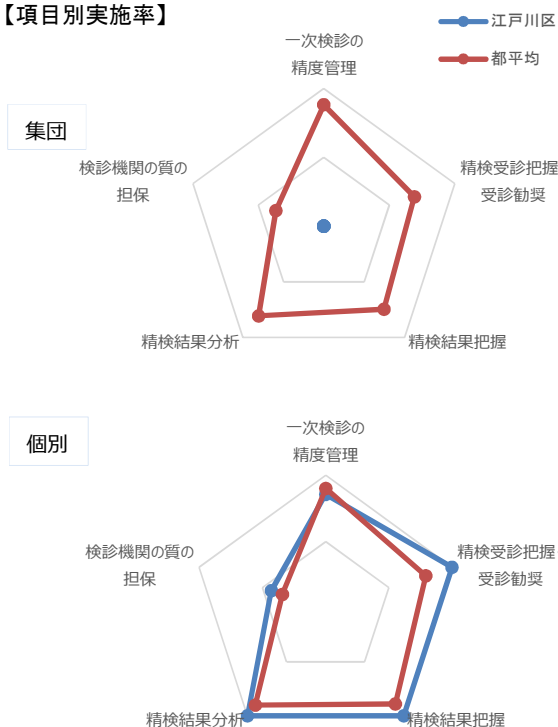 【項目別実施率】
江戸川区
都平均
集団
一次検診の
精度管理
精検受診把握
受診勧奨
精検結果把握
精検結果分析
検診機関の質の
担保
個別
一次検診の
精度管理
精検受診把握
受診勧奨
精検結果把握
精検結果分析
検診機関の質の
担保